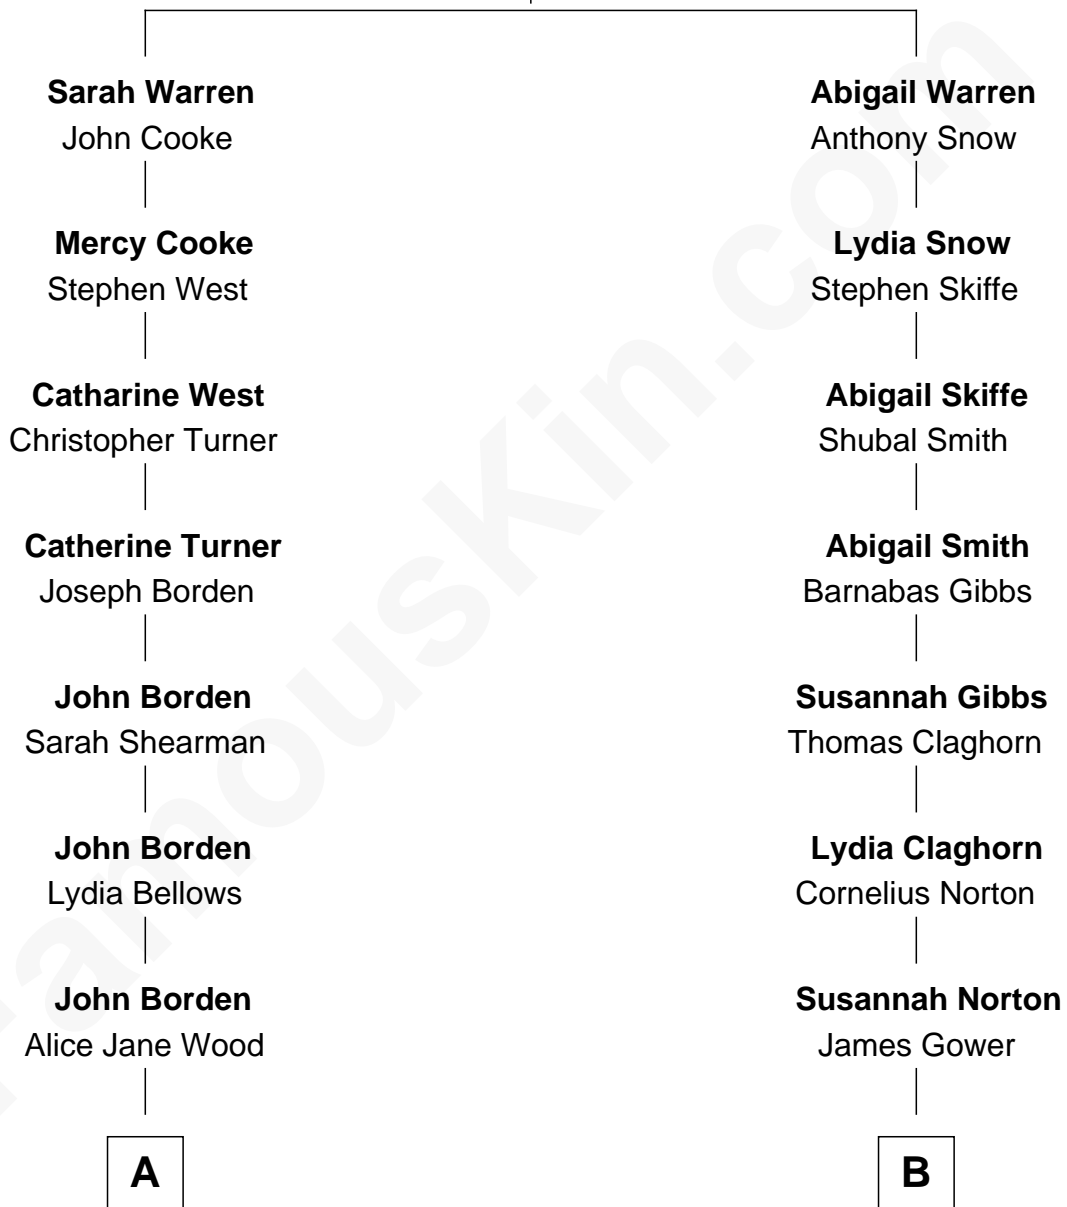 Sarah Warren
John Cooke
Mercy Cooke
Stephen West
Catharine West
Christopher Turner
Catherine Turner
Joseph Borden
John Borden
Sarah Shearman
John Borden
Lydia Bellows
John Borden
Alice Jane Wood
A
Abigail Warren
Anthony Snow
Lydia Snow
Stephen Skiffe
Abigail Skiffe
Shubal Smith
Abigail Smith
Barnabas Gibbs
Susannah Gibbs
Thomas Claghorn
Lydia Claghorn
Cornelius Norton
Susannah Norton
James Gower
B
FamousKin.com